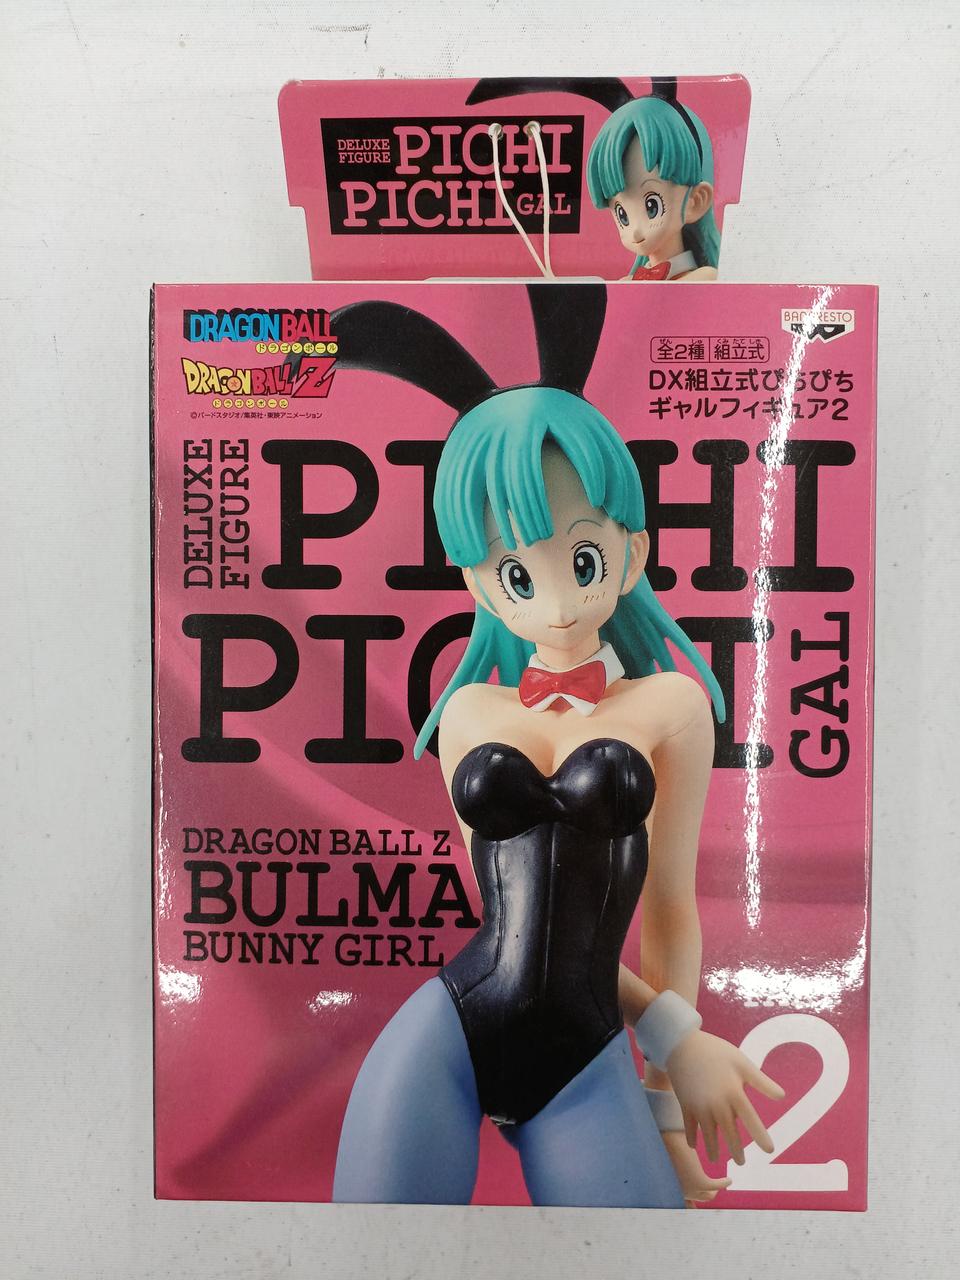 DELUXE
FIGURE
PICHI
PICHI GAL
DRAGON BALL
ドラゴンボール
DRAGON BALL Z
ドラゴンボール
©バードスタジオ/集英社・東映アニメーション
BANPRESTO
全2種 組立式
DX組立式ぴちぴち
ギャルフィギュア2
DELUXE
FIGURE
PICHI
PICHI
GAL
DRAGON BALL Z
BULMA
BUNNY GIRL
2